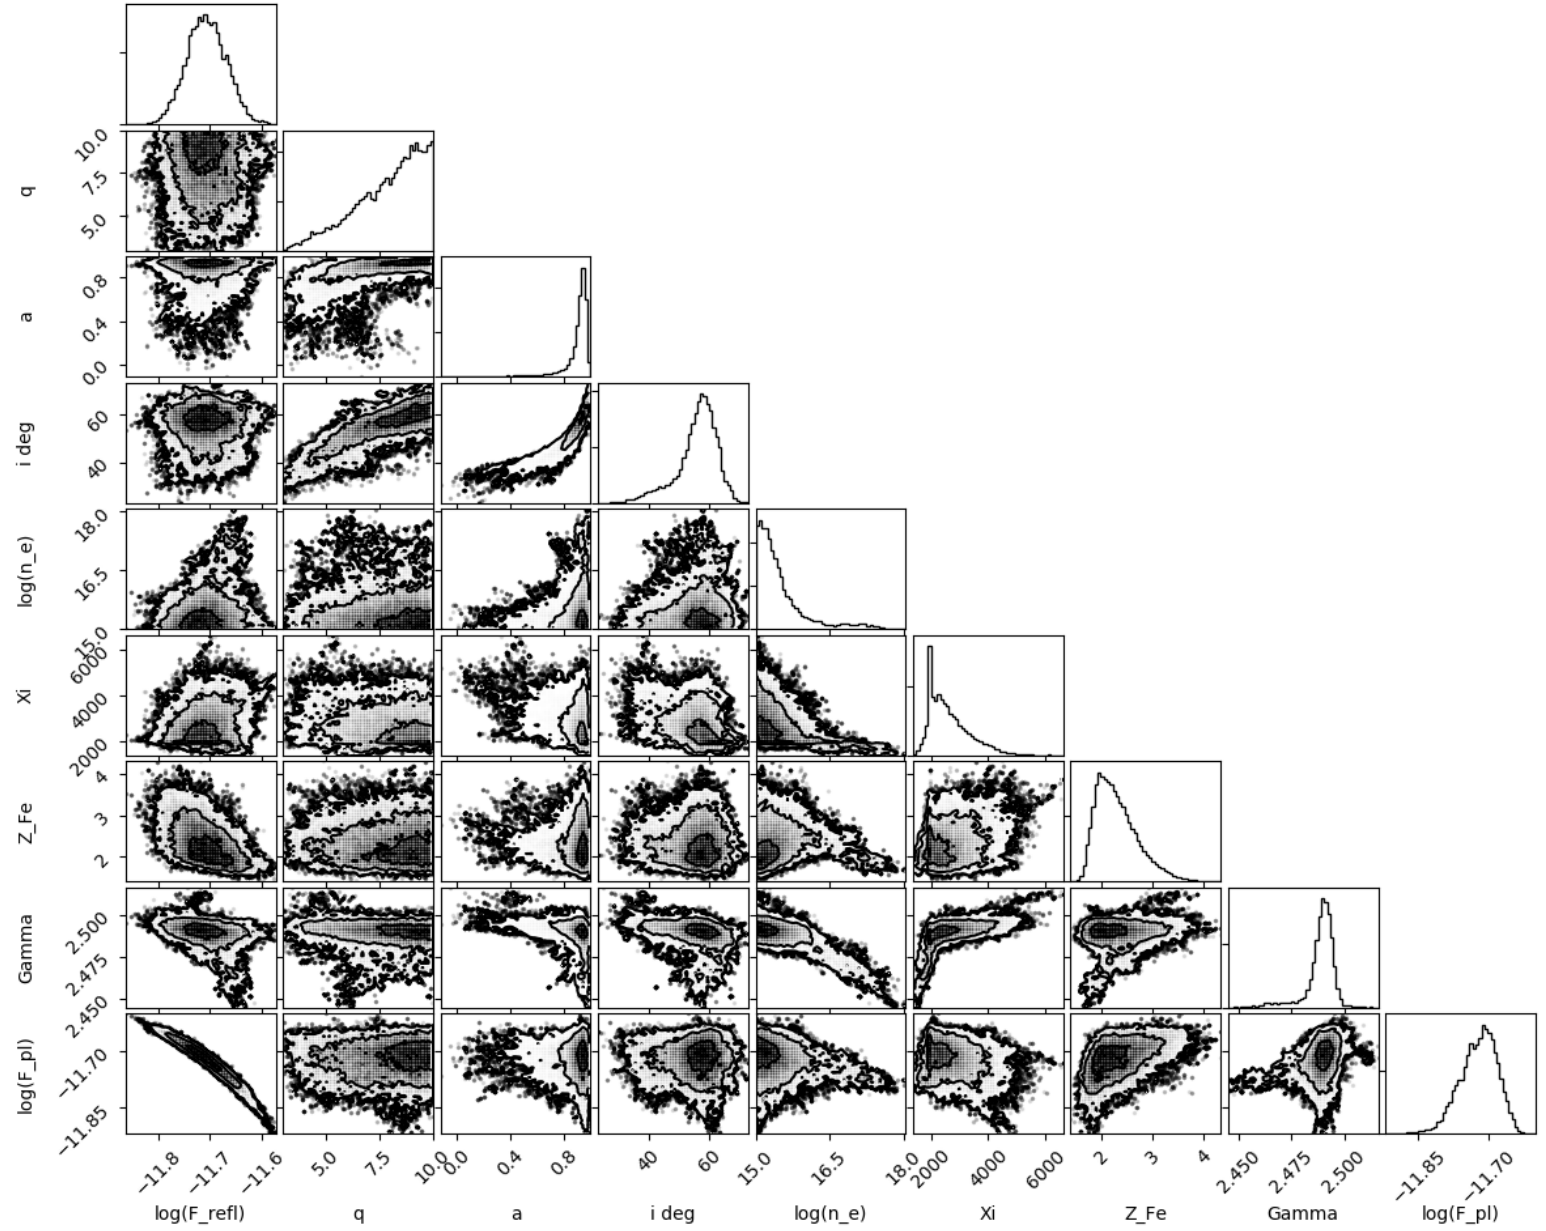 10.0
7.5
5.0
q
0.8
0.4
0.0
a
60
40
i deg
18.0
16.5
15.0
log(n_e)
6000
4000
2000
Xi
4
3
2
Z_Fe
2.500
2.475
2.450
Gamma
−11.70
−11.85
log(F_pl)
−11.8 −11.7 −11.6 5.0 7.5 10.0 0.0 0.4 0.8 40 60 15.0 16.5 18.0 2000 4000 6000 2 3 4 2.450 2.475 2.500 −11.85 −11.70
log(F_refl) q a i deg log(n_e) Xi Z_Fe Gamma log(F_pl)